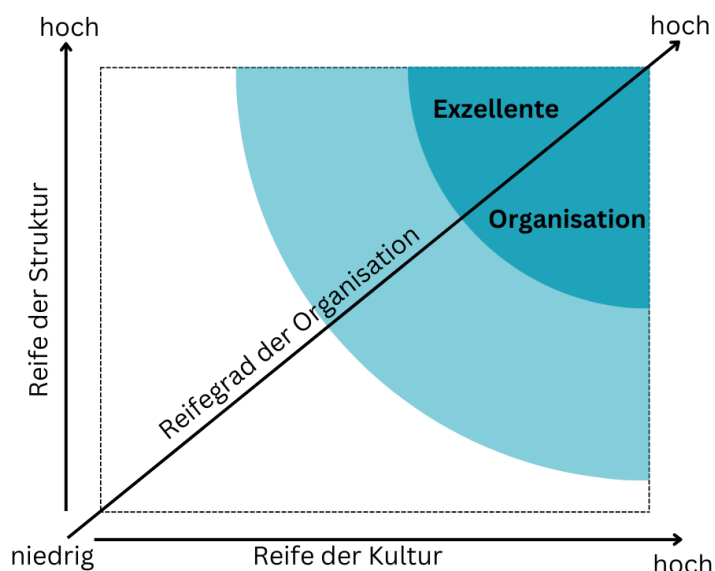 hoch
hoch
Exzellente
Organisation
Reife der Struktur
Reifegrad der Organisation
niedrig
Reife der Kultur
hoch